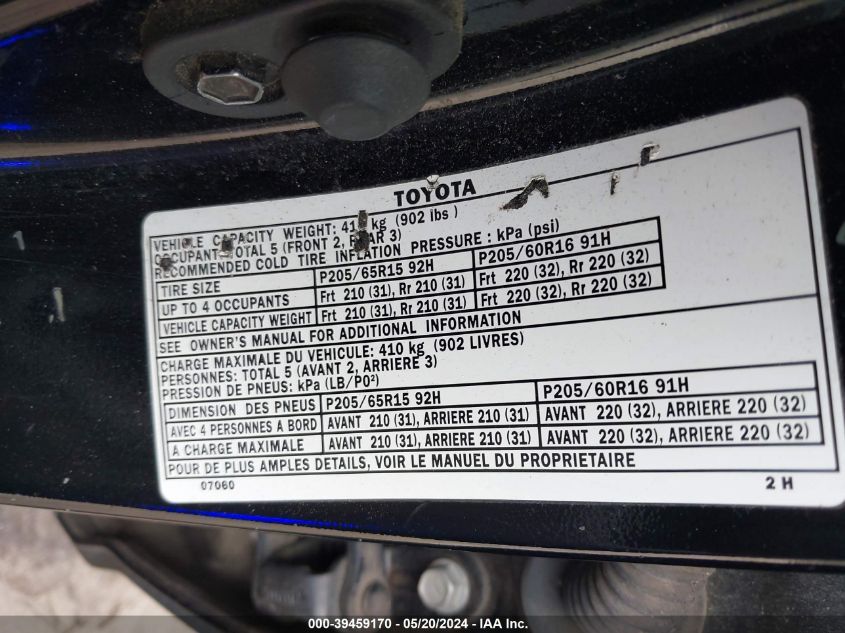 TOYOTA
VEHICLE CAPACITY WEIGHT: 410 kg (902 lbs)
OCCUPANT: TOTAL 5 (FRONT 2, REAR 3)
RECOMMENDED COLD TIRE INFLATION PRESSURE : kPa (psi)
TIRE SIZE P205/65R15 92H P205/60R16 91H
UP TO 4 OCCUPANTS Frt 210 (31), Rr 210 (31) Frt 220 (32), Rr 220 (32)
VEHICLE CAPACITY WEIGHT Frt 210 (31), Rr 210 (31) Frt 220 (32), Rr 220 (32)
SEE OWNER'S MANUAL FOR ADDITIONAL INFORMATION
CHARGE MAXIMALE DU VEHICULE: 410 kg (902 LIVRES)
PERSONNES: TOTAL 5 (AVANT 2, ARRIERE 3)
PRESSION DE PNEUS: kPa (LB/PO²)
DIMENSION DES PNEUS P205/65R15 92H P205/60R16 91H
AVEC 4 PERSONNES A BORD AVANT 210 (31), ARRIERE 210 (31) AVANT 220 (32), ARRIERE 220 (32)
A CHARGE MAXIMALE AVANT 210 (31), ARRIERE 210 (31) AVANT 220 (32), ARRIERE 220 (32)
POUR DE PLUS AMPLES DETAILS, VOIR LE MANUEL DU PROPRIETAIRE
07060 2 H
000-39459170 - 05/20/2024 - IAA Inc.